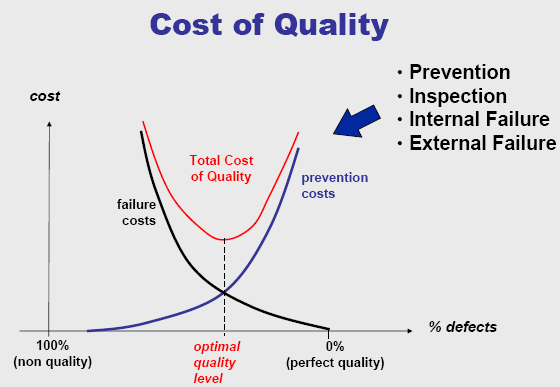 Cost of Quality
• Prevention
• Inspection
• Internal Failure
• External Failure
cost
Total Cost
of Quality
prevention
costs
failure
costs
% defects
100%
(non quality)
optimal
quality
level
0%
(perfect quality)